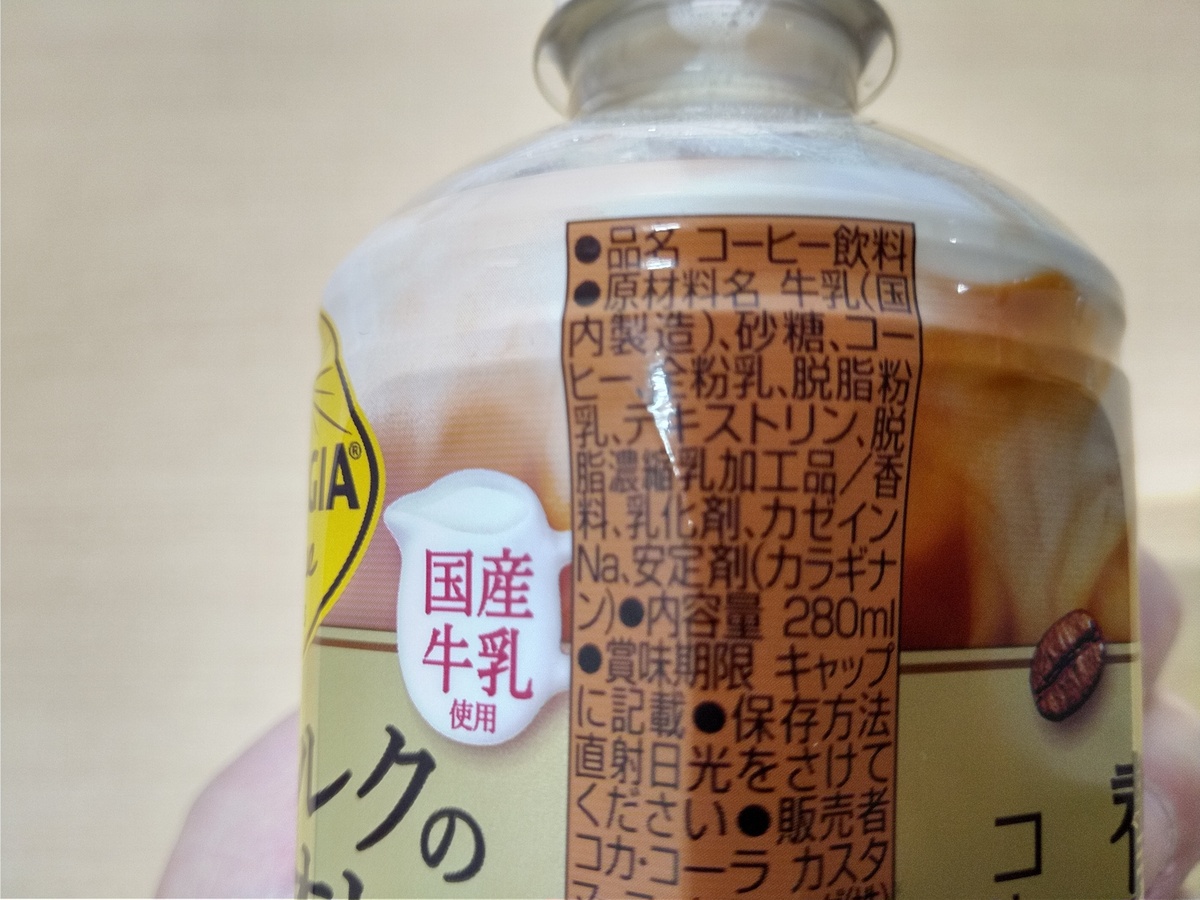 ●品名 コーヒー飲料
●原材料名 牛乳(国
内製造)、砂糖、コー
ヒー、全粉乳、脱脂粉
乳、デキストリン、脱
脂濃縮乳加工品／香
料、乳化剤、カゼイン
Na、安定剤(カラギナ
ン)●内容量 280ml
●賞味期限 キャップ
に記載●保存方法
直射日光をさけて
ください●販売者
コカ・コーラ カスタ
GIA®
国産
牛乳
使用
ルクの
コ